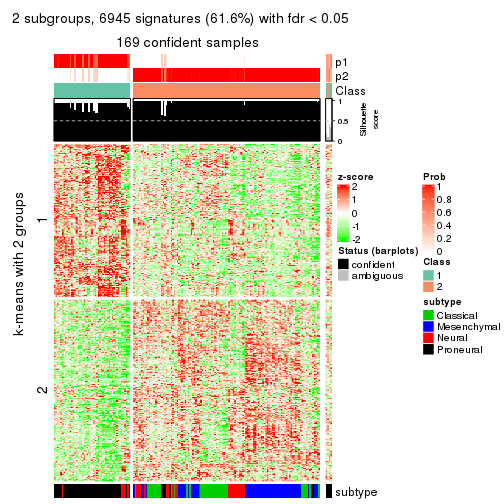 2 subgroups, 6945 signatures (61.6%) with fdr < 0.05
169 confident samples
p1
p2
Class
1
0.5
0
Silhouette
score
k-means with 2 groups
1
2
subtype
z-score
2
1
0
-1
-2
Status (barplots)
confident
ambiguous
Prob
1
0.8
0.6
0.4
0.2
0
Class
1
2
subtype
Classical
Mesenchymal
Neural
Proneural